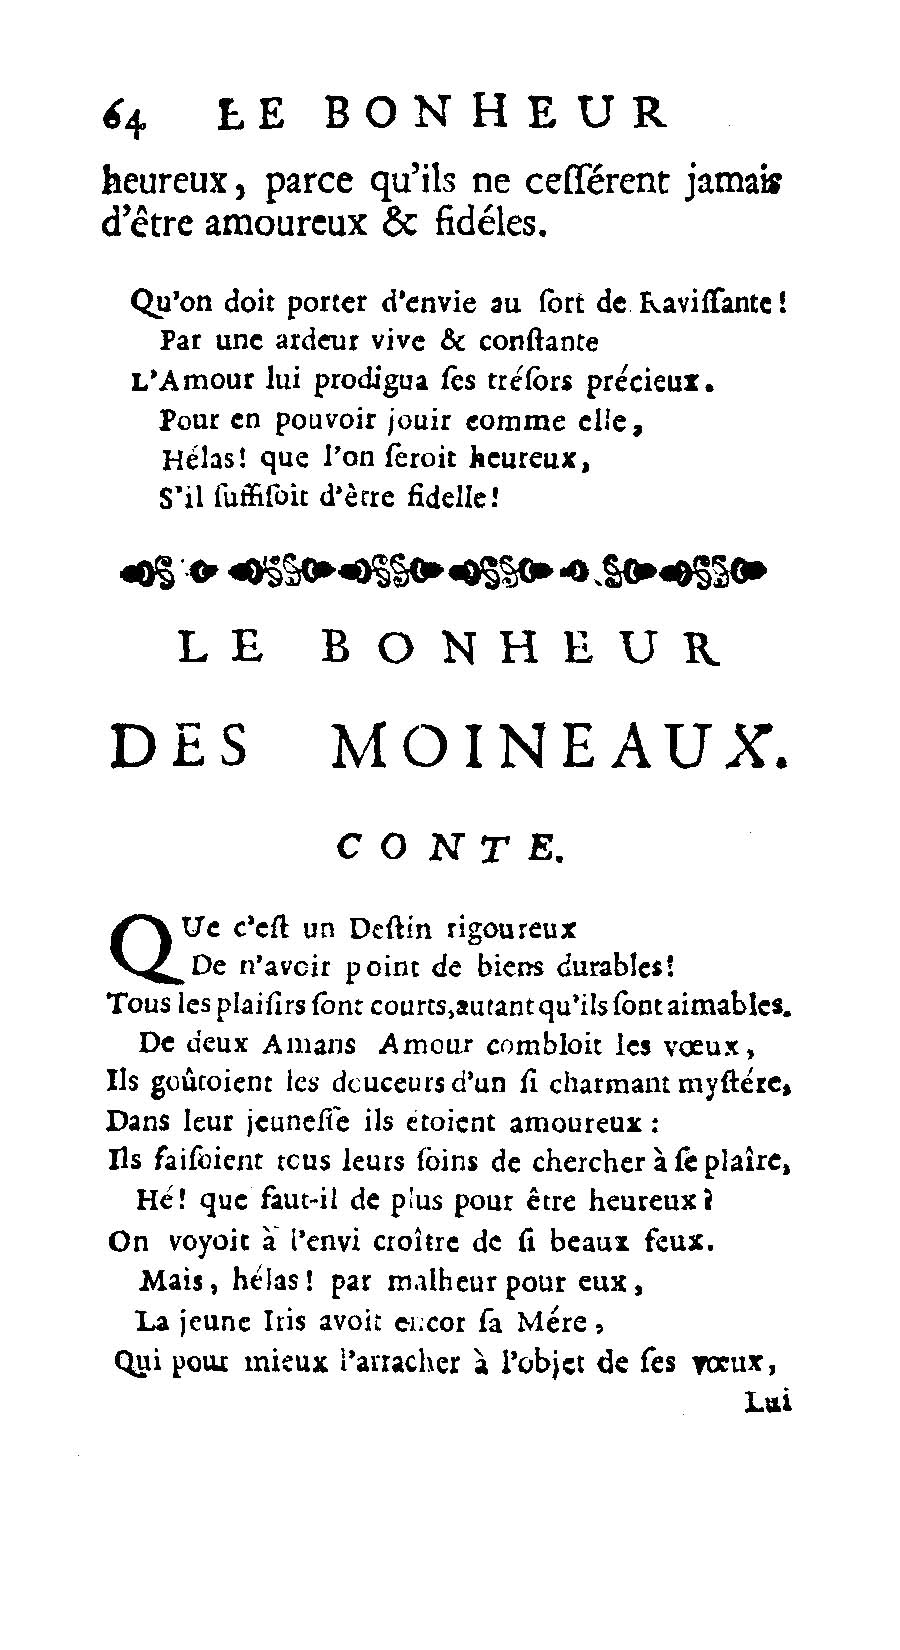 64 LE BONHEUR
heureux, parce qu'ils ne ceſſérent jamais
d'être amoureux & fidéles.
Qu'on doit porter d'envie au ſort de Raviſſante!
Par une ardeur vive & conſtante
L'Amour lui prodigua ſes tréſors précieux.
Pour en pouvoir jouir comme elle,
Hélas! que l'on ſeroit heureux,
S'il ſuffiſoit d'ètre fidelle!
LE BONHEUR
DES MOINEAUX.
CONTE.
QUe c'eſt un Deſtin rigoureux
De n'avoir point de biens durables!
Tous les plaiſirs ſont courts, autant qu'ils ſont aimables.
De deux Amans Amour combloit les vœux,
Ils goûtoient les douceurs d'un ſi charmant myſtére,
Dans leur jeuneſſe ils étoient amoureux :
Ils faiſoient tous leurs ſoins de chercher à ſe plaîre,
Hé! que faut-il de plus pour être heureux?
On voyoit à l'envi croître de ſi beaux feux.
Mais, hélas! par malheur pour eux,
La jeune Iris avoit encor ſa Mére,
Qui pour mieux l'arracher à l'objet de ſes vœux,
Lui